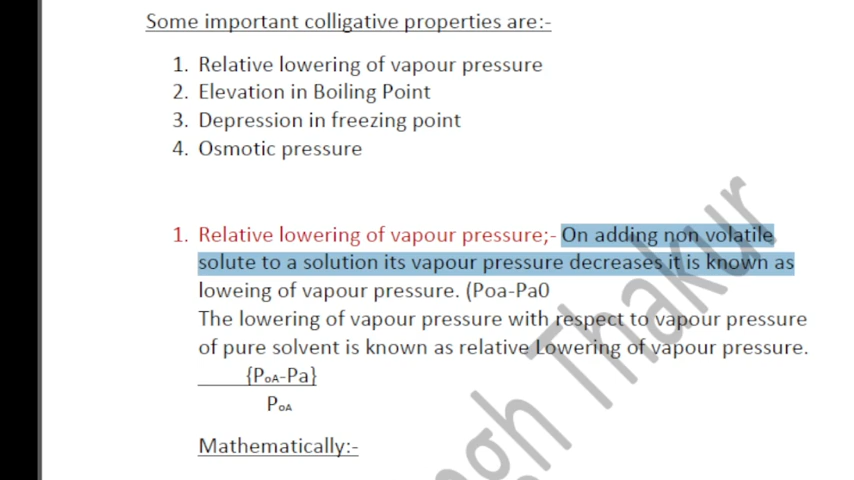 Some important colligative properties are:-
1. Relative lowering of vapour pressure
2. Elevation in Boiling Point
3. Depression in freezing point
4. Osmotic pressure
1. Relative lowering of vapour pressure;- On adding non volatile
solute to a solution its vapour pressure decreases it is known as
loweing of vapour pressure. (Poa-Pa0
The lowering of vapour pressure with respect to vapour pressure
of pure solvent is known as relative Lowering of vapour pressure.
{PoA-Pa}
PoA
Mathematically:-
Thakur